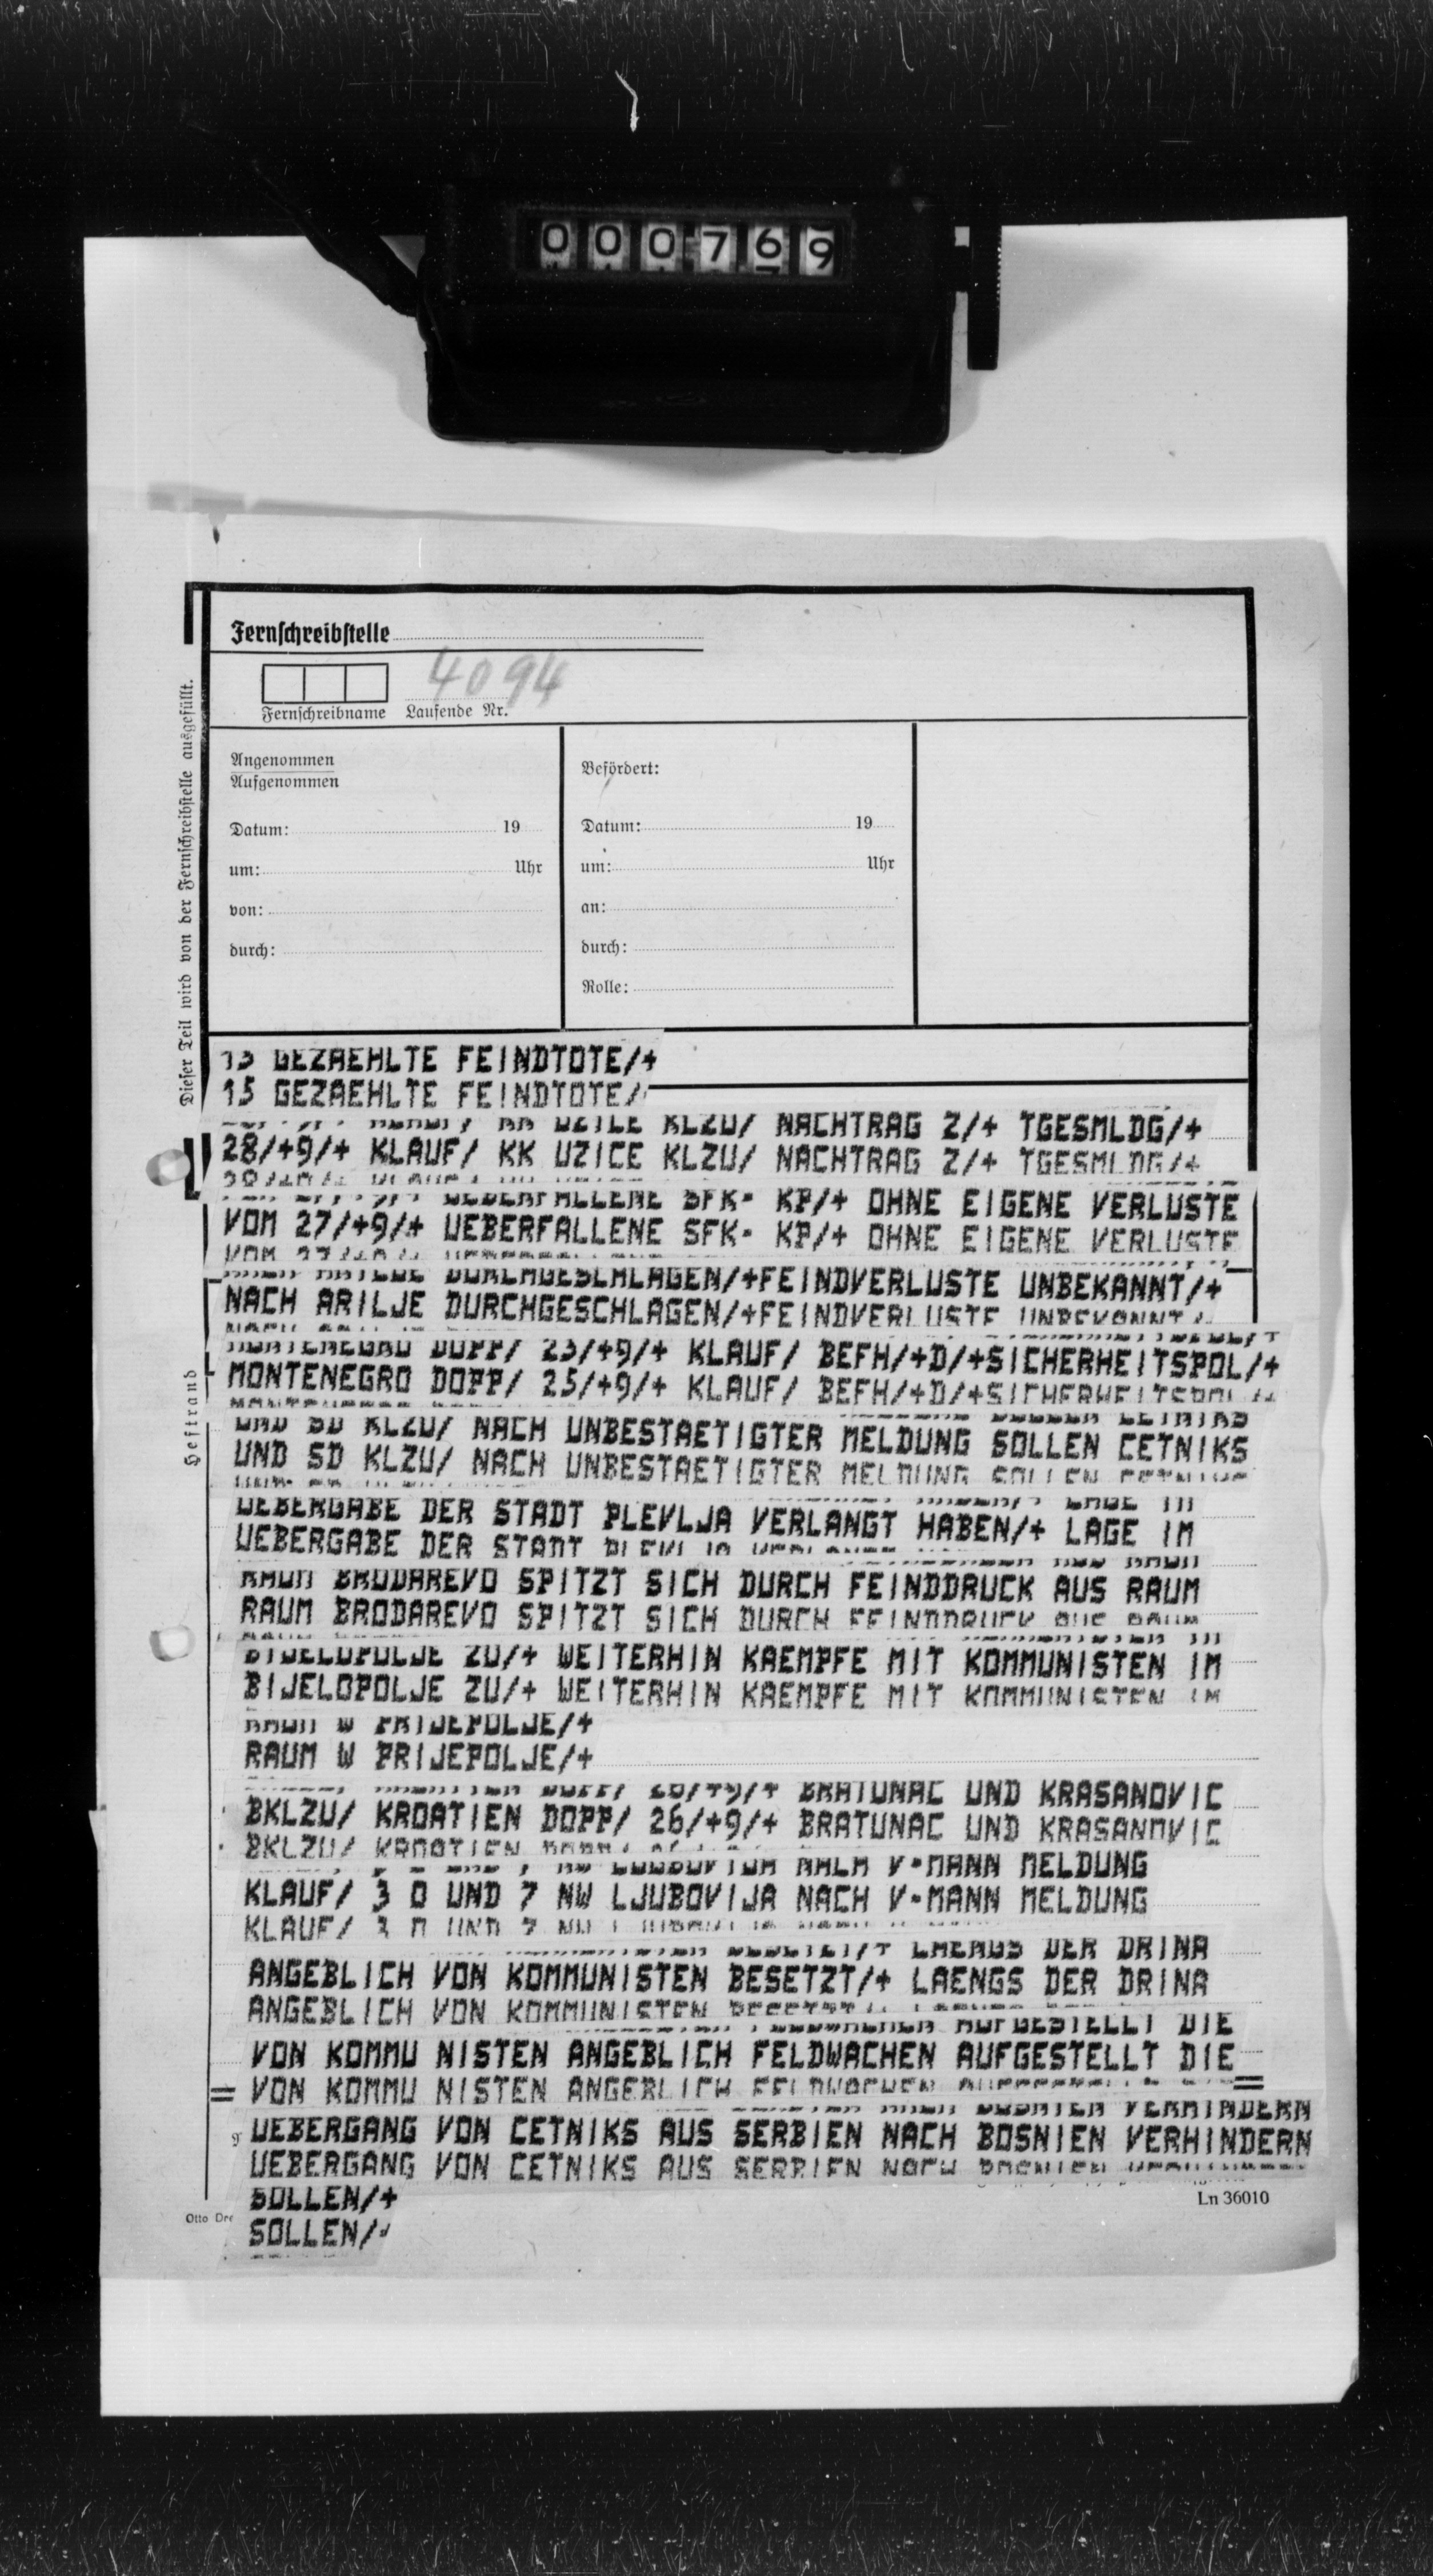 000769
Fernschreibstelle
4094
Fernschreibname Laufende Nr.
Angenommen
Aufgenommen
Datum: 19
um: Uhr
von:
durch:
Befördert:
Datum: 19
um: Uhr
an:
durch:
Rolle:
Dieser Teil wird von der Fernschreibstelle ausgefüllt.
Heftrand
15 GEZAEHLTE FEINDTOTE/+
28/+9/+ KLAUF/ KK UZICE KLZU/ NACHTRAG Z/+ TGESMLDG/+
VOM 27/+9/+ UEBERFALLENE SFK- KP/+ OHNE EIGENE VERLUSTE
NACH ARILJE DURCHGESCHLAGEN/+FEINDVERLUSTE UNBEKANNT/+
MONTENEGRO DOPP/ 25/+9/+ KLAUF/ BEFH/+D/+SICHERHEITSPOL/+
UND SD KLZU/ NACH UNBESTAETIGTER MELDUNG SOLLEN CETNIKS
UEBERGABE DER STADT PLEVLJA VERLANGT HABEN/+ LAGE IM
RAUM BRODAREVO SPITZT SICH DURCH FEINDDRUCK AUS RAUM
BIJELOPOLJE ZU/+ WEITERHIN KAEMPFE MIT KOMMUNISTEN IM
RAUM W PRIJEPOLJE/+
BKLZU/ KROATIEN DOPP/ 26/+9/+ BRATUNAC UND KRASANOVIC
KLAUF/ 3 O UND 7 NW LJUBOVIJA NACH V-MANN MELDUNG
ANGEBLICH VON KOMMUNISTEN BESETZT/+ LAENGS DER DRINA
VON KOMMU NISTEN ANGEBLICH FELDWACHEN AUFGESTELLT DIE
UEBERGANG VON CETNIKS AUS SERBIEN NACH BOSNIEN VERHINDERN
SOLLEN/+
Otto
Ln 36010